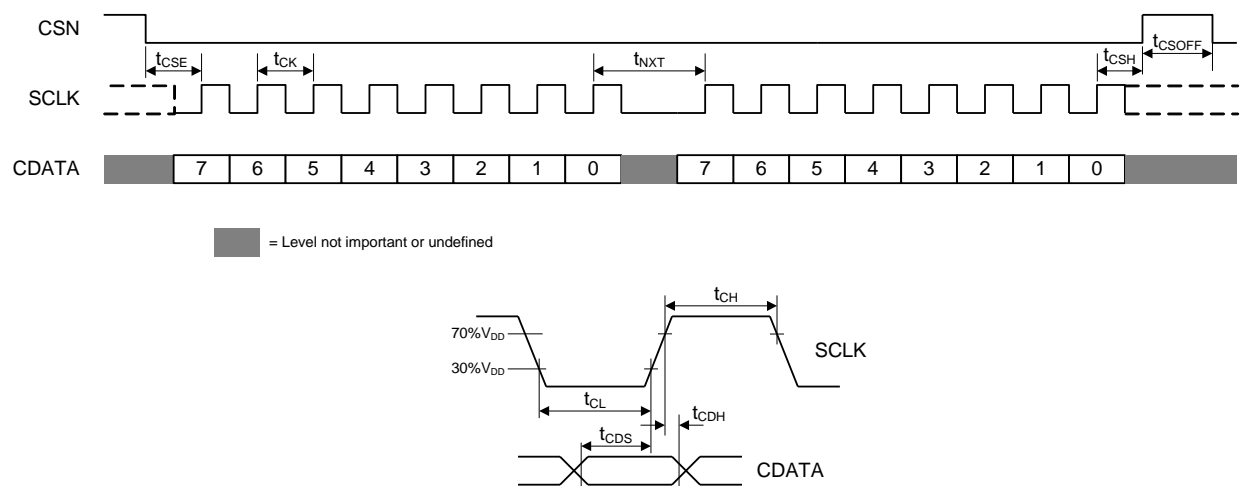 CSN
tCSE
tCK
tNXT
tCSH
tCSOFF
SCLK
CDATA
7 6 5 4 3 2 1 0 7 6 5 4 3 2 1 0
= Level not important or undefined
tCH
70%VDD
SCLK
30%VDD
tCL
tCDH
tCDS
CDATA